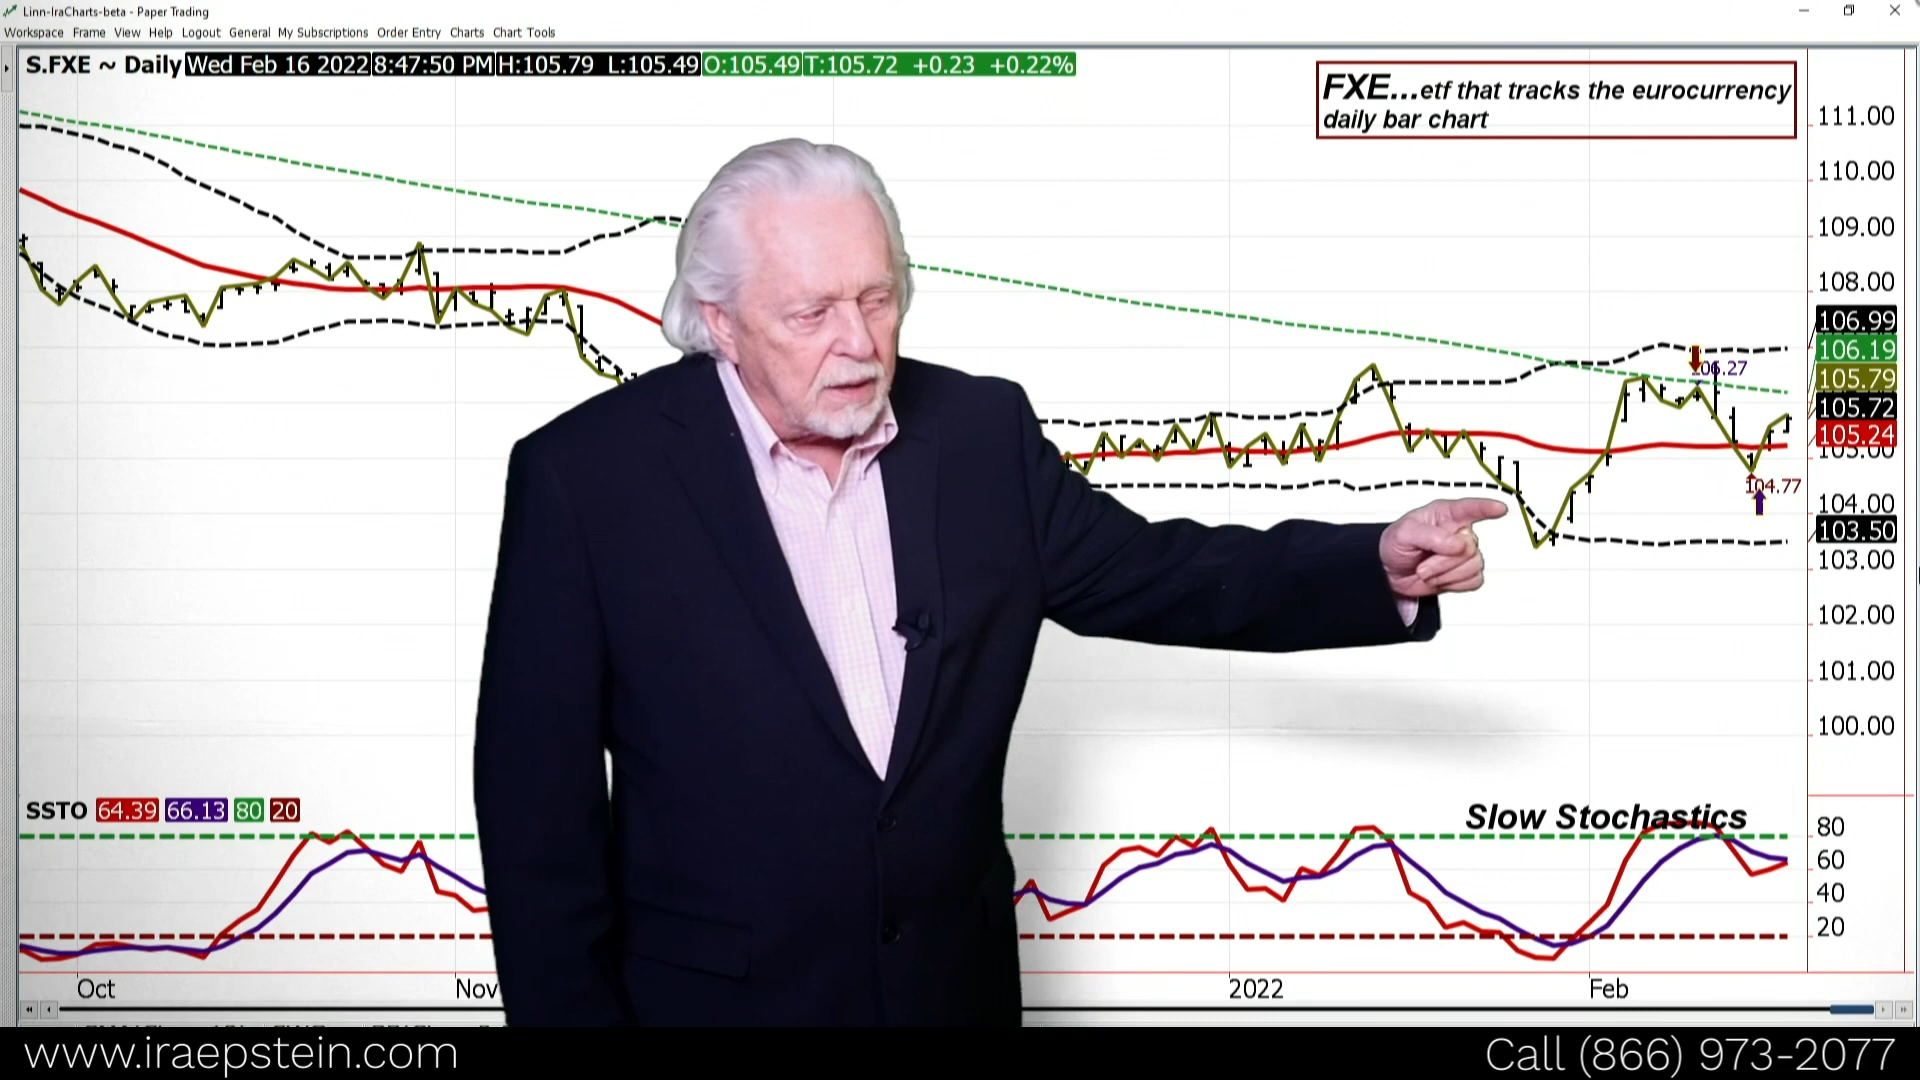 Linn-IraCharts-beta - Paper Trading
Workspace Frame View Help Logout General My Subscriptions Order Entry Charts Chart Tools
S.FXE ~ Daily Wed Feb 16 2022 8:47:50 PM H:105.79 L:105.49 O:105.49 T:105.72 +0.23 +0.22%
FXE...etf that tracks the eurocurrency
daily bar chart
111.00
110.00
109.00
108.00
106.99
106.19
105.79
105.72
105.24
105.00
104.00
103.50
103.00
102.00
101.00
100.00
106.27
104.77
SSTO 64.39 66.13 80 20
Slow Stochastics
80
60
40
20
Oct Nov 2022 Feb
www.iraepstein.com
Call (866) 973-2077